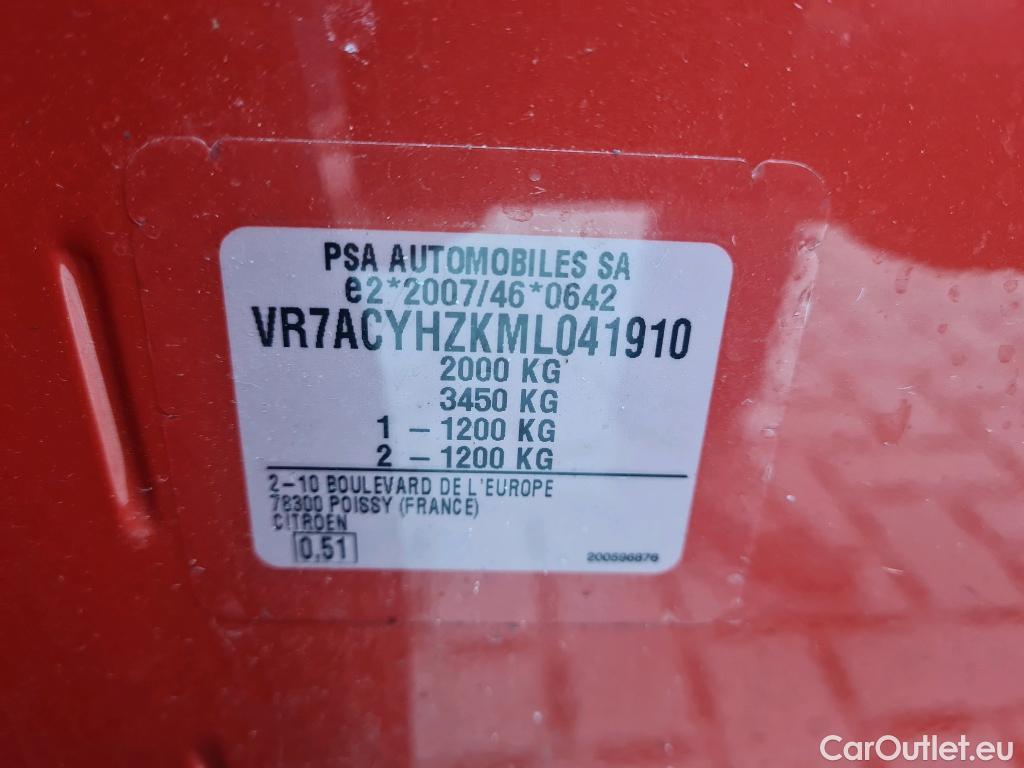 PSA AUTOMOBILES SA
e2*2007/46*0642
VR7ACYHZKML041910
2000 KG
3450 KG
1 – 1200 KG
2 – 1200 KG
2–10 BOULEVARD DE L'EUROPE
78300 POISSY (FRANCE)
CITROEN
0,51
200596876
CarOutlet.eu